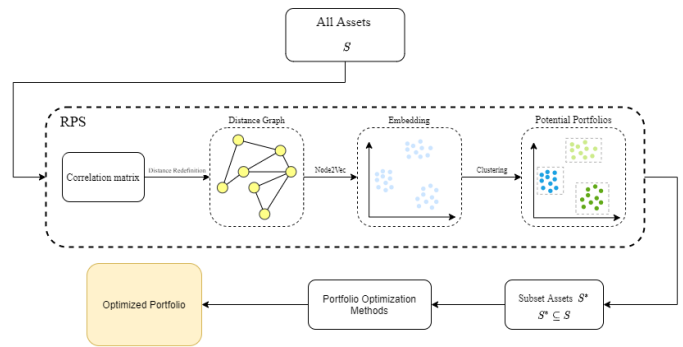 All Assets
S
RPS
Distance Graph
Embedding
Potential Portfolios
Correlation matrix
Distance Redefinition
Node2Vec
Clustering
Optimized Portfolio
Portfolio Optimization
Methods
Subset Assets S*
S* ⊆ S